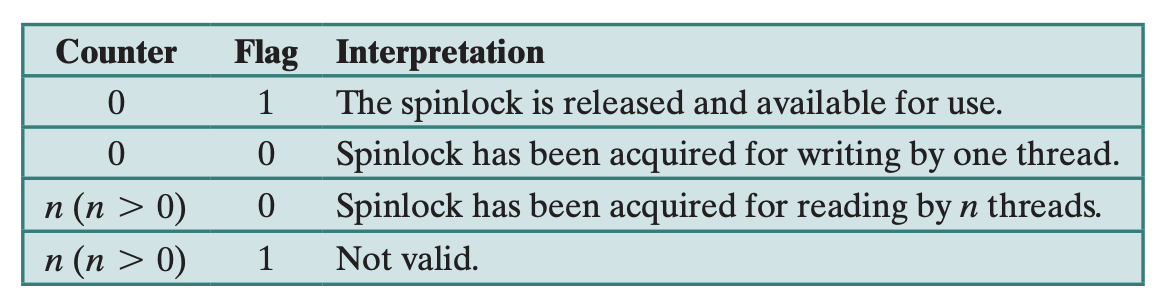 Counter Flag Interpretation
0 1 The spinlock is released and available for use.
0 0 Spinlock has been acquired for writing by one thread.
n (n > 0) 0 Spinlock has been acquired for reading by n threads.
n (n > 0) 1 Not valid.